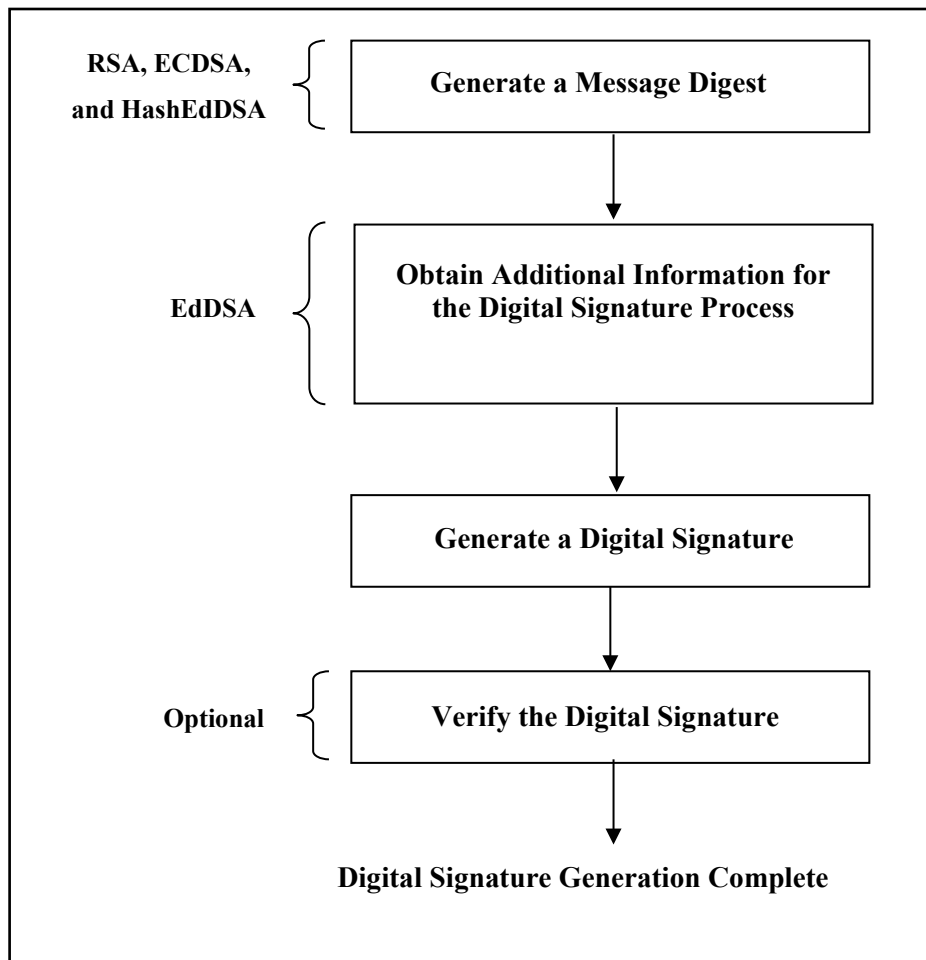 RSA, ECDSA,
and HashEdDSA
Generate a Message Digest
Obtain Additional Information for
the Digital Signature Process
EdDSA
Generate a Digital Signature
Optional
Verify the Digital Signature
Digital Signature Generation Complete